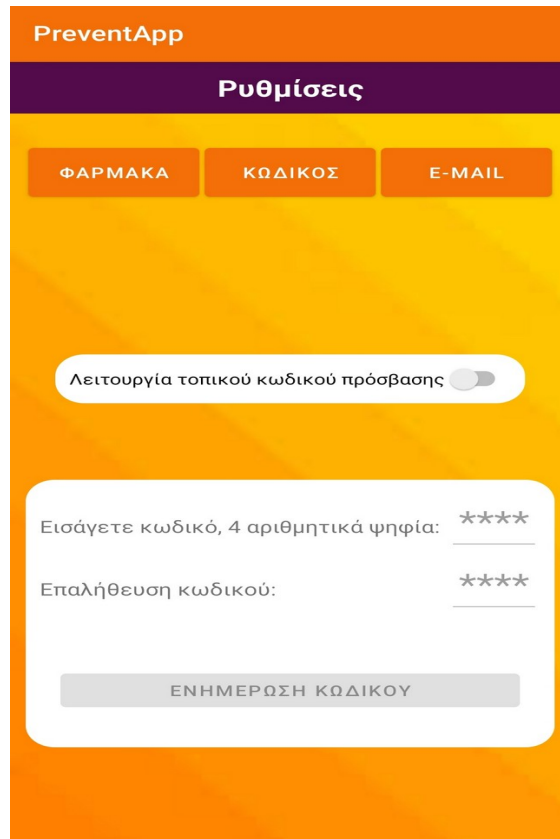 PreventApp
Ρυθμίσεις
ΦΑΡΜΑΚΑ ΚΩΔΙΚΟΣ E-MAIL
Λειτουργία τοπικού κωδικού πρόσβασης
Εισάγετε κωδικό, 4 αριθμητικά ψηφία: ****
Επαλήθευση κωδικού: ****
ΕΝΗΜΕΡΩΣΗ ΚΩΔΙΚΟΥ